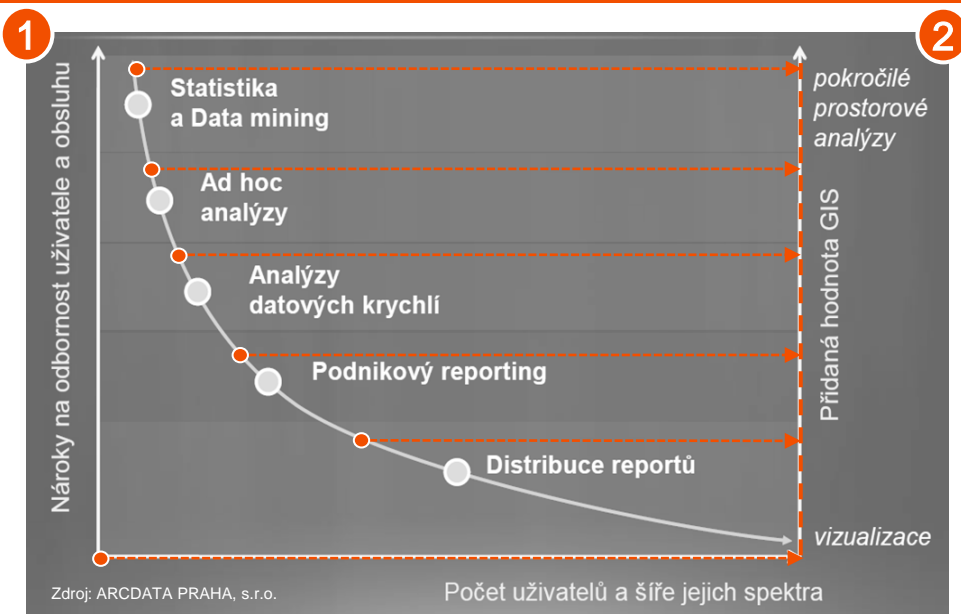 1
2
Nároky na odbornost uživatele a obsluhu
Statistika
a Data mining
Ad hoc
analýzy
Analýzy
datových krychlí
Podnikový reporting
Distribuce reportů
pokročilé
prostorové
analýzy
Přidaná hodnota GIS
vizualizace
Zdroj: ARCDATA PRAHA, s.r.o.
Počet uživatelů a šíře jejich spektra